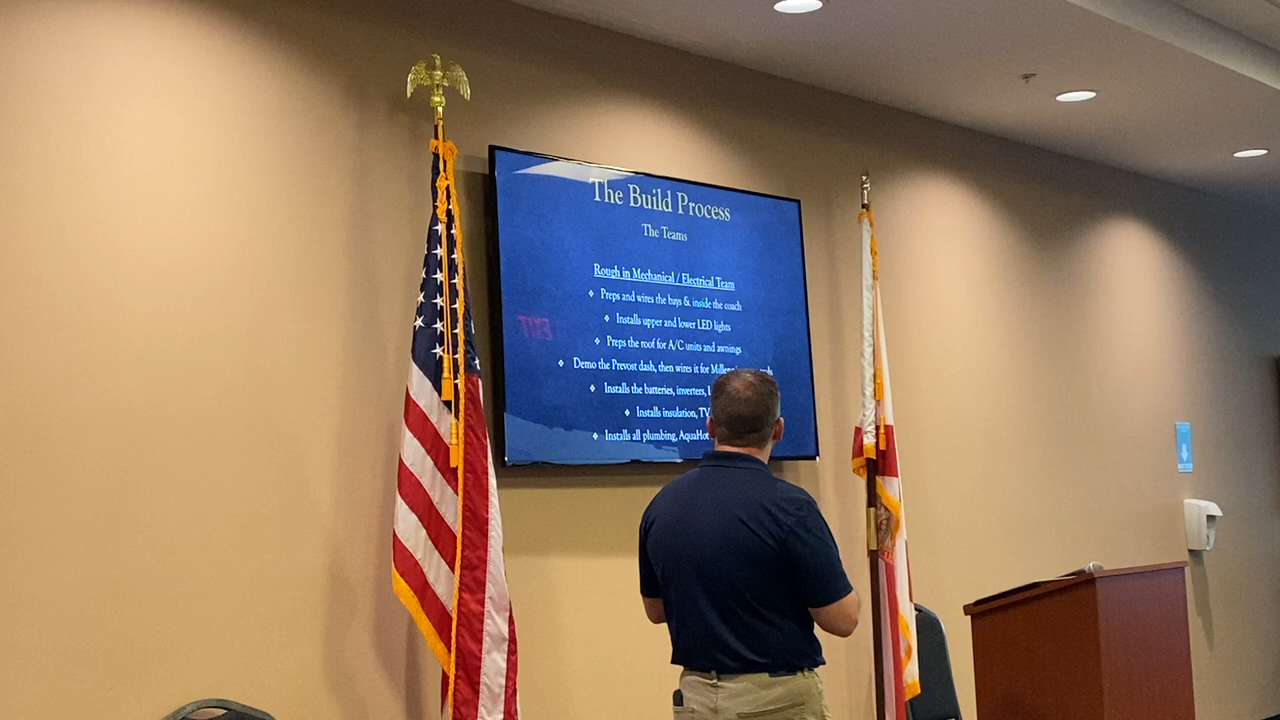 The Build Process
The Teams
Rough in Mechanical / Electrical Team
❖ Preps and wires the bays & inside the coach
❖ Installs upper and lower LED lights
❖ Preps the roof for A/C units and awnings
❖ Demo the Prevost dash, then wires it for
❖ Installs the batteries, inverters,
❖ Installs insulation, TV
❖ Installs all plumbing, AquaHot
EXIT